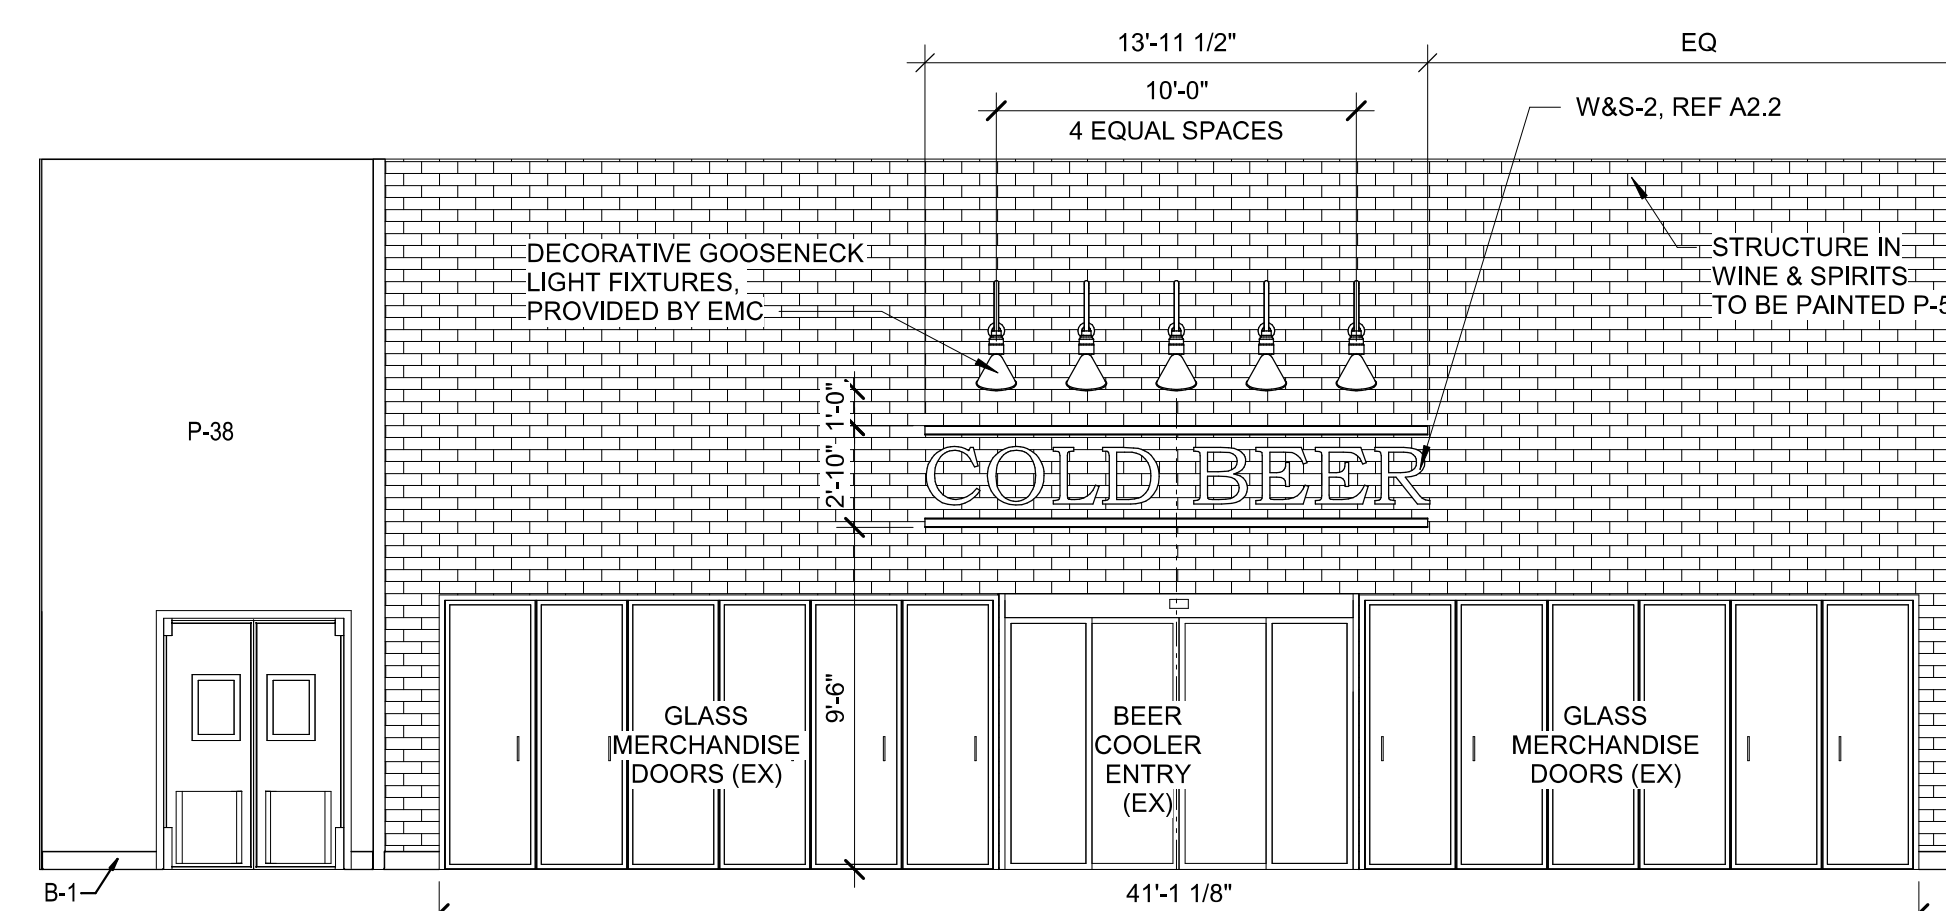 13'-11 1/2"
EQ
10'-0"
4 EQUAL SPACES
W&S-2, REF A2.2
DECORATIVE GOOSENECK
LIGHT FIXTURES,
PROVIDED BY EMC
STRUCTURE IN
WINE & SPIRITS
TO BE PAINTED P-5
1'-0"
P-38
2'-10"
COLD BEER
9'-6"
GLASS
MERCHANDISE
DOORS (EX)
BEER
COOLER
ENTRY
(EX)
GLASS
MERCHANDISE
DOORS (EX)
B-1
41'-1 1/8"